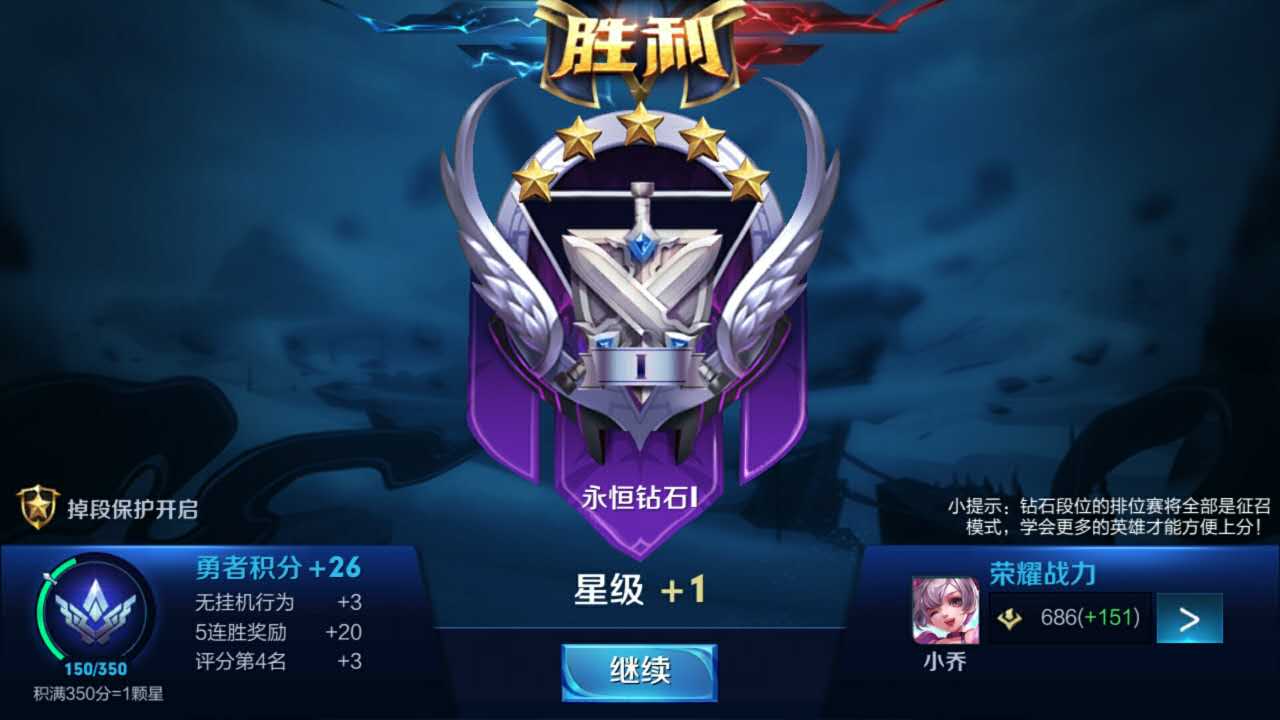 胜利
I
永恒钻石I
星级 +1
继续
掉段保护开启
勇者积分+26
无挂机行为 +3
5连胜奖励 +20
评分第4名 +3
150/350
积满350分=1颗星
小提示：钻石段位的排位赛将全部是征召
模式，学会更多的英雄才能方便上分！
荣耀战力
686(+151)
>
小乔